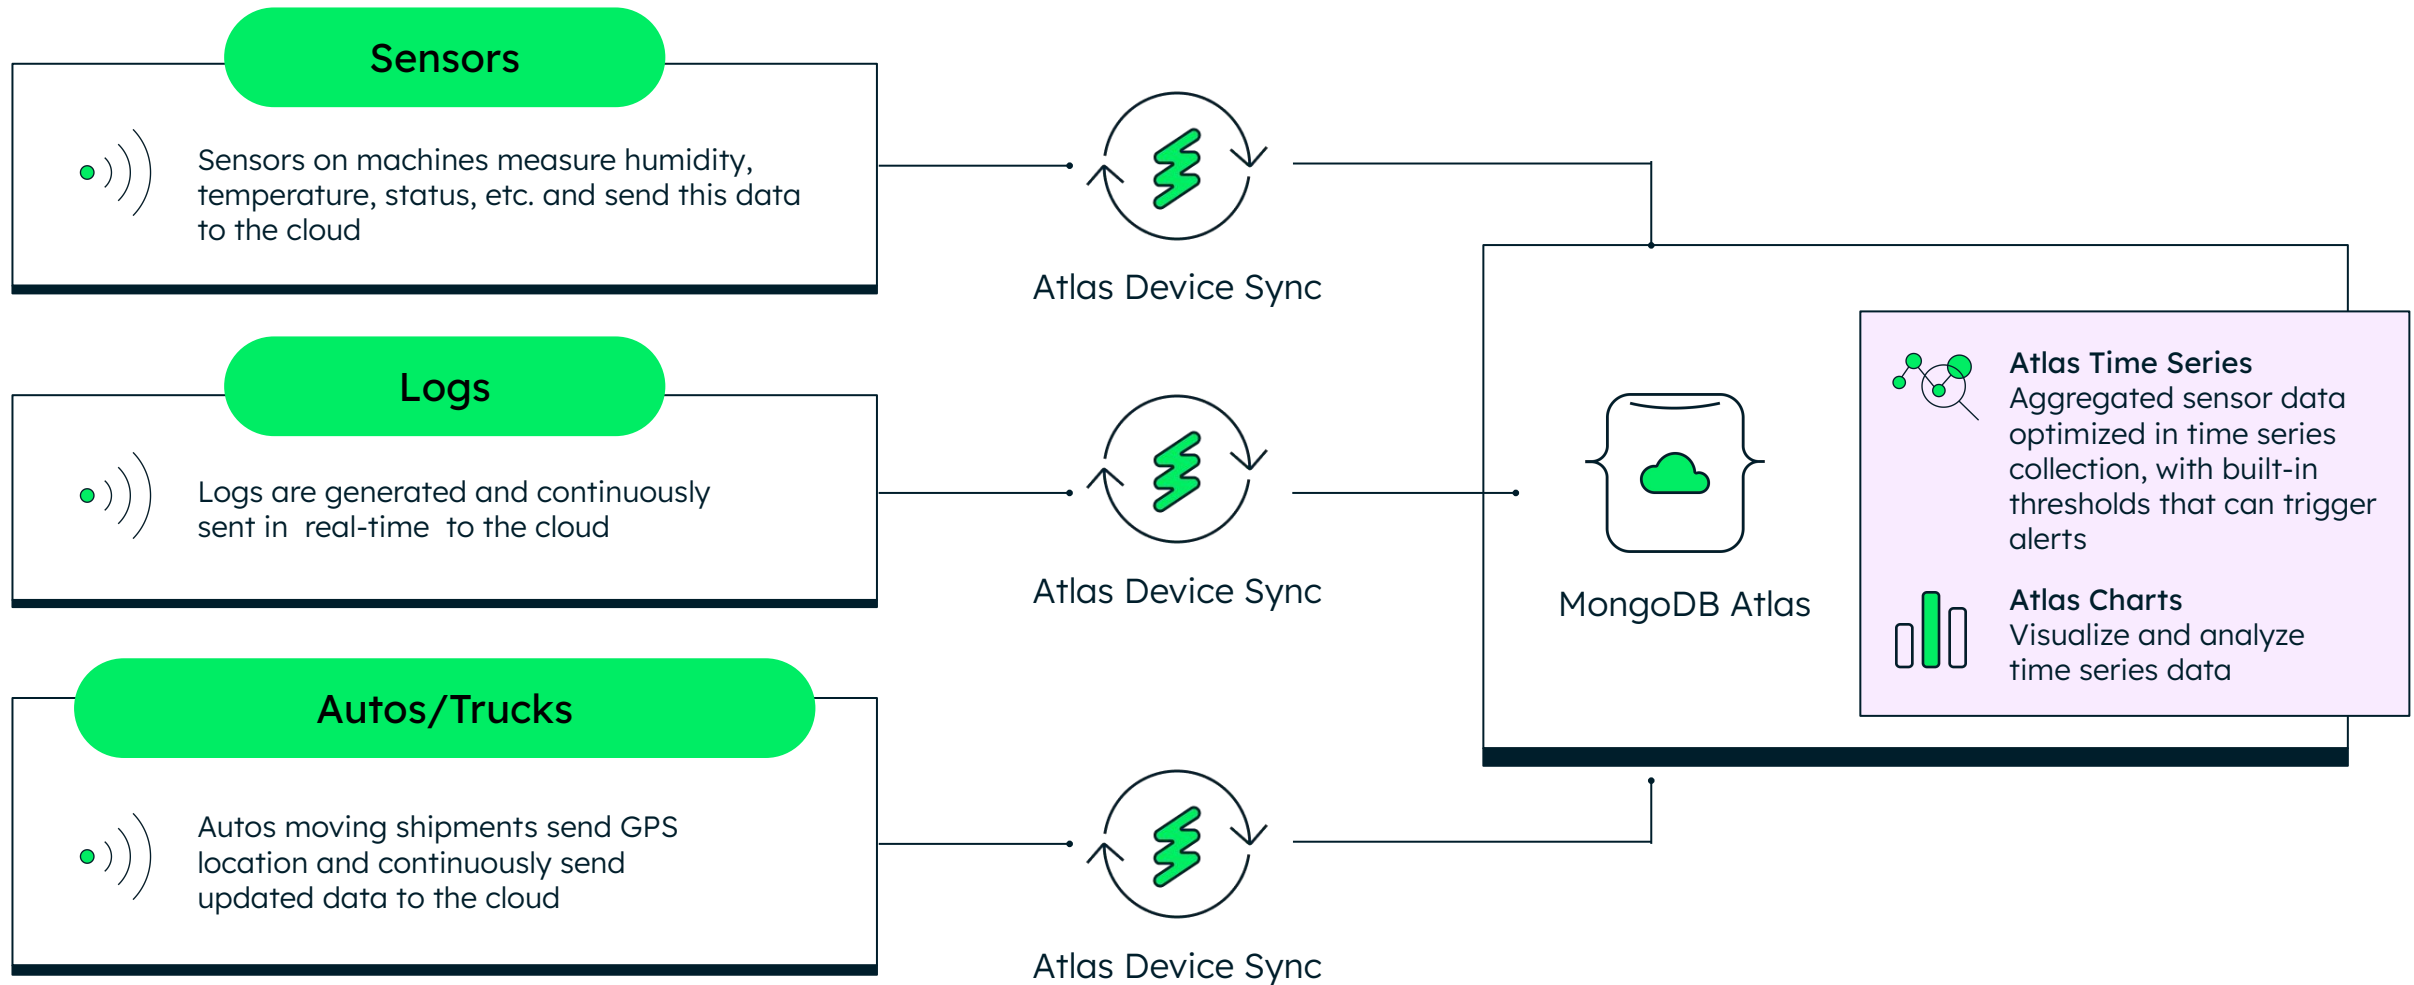 Sensors
Sensors on machines measure humidity,
temperature, status, etc. and send this data
to the cloud
Atlas Device Sync
Logs
Logs are generated and continuously
sent in  real-time  to the cloud
Atlas Device Sync
Autos/Trucks
Autos moving shipments send GPS
location and continuously send
updated data to the cloud
Atlas Device Sync
MongoDB Atlas
Atlas Time Series
Aggregated sensor data
optimized in time series
collection, with built-in
thresholds that can trigger
alerts
Atlas Charts
Visualize and analyze
time series data